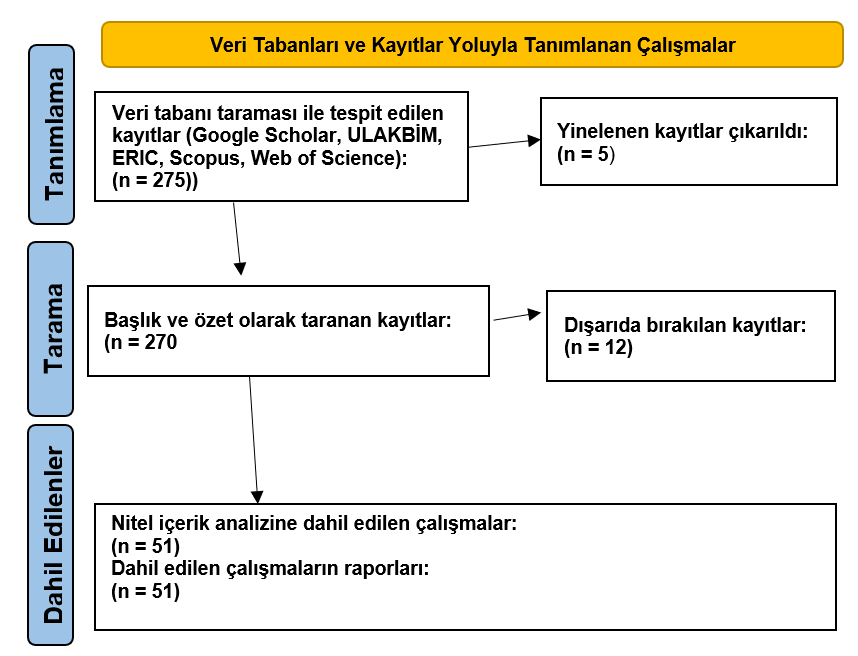 Veri Tabanları ve Kayıtlar Yoluyla Tanımlanan Çalışmalar
Tanımlama
Veri tabanı taraması ile tespit edilen
kayıtlar (Google Scholar, ULAKBİM,
ERIC, Scopus, Web of Science):
(n = 275))
Yinelenen kayıtlar çıkarıldı:
(n = 5)
Tarama
Başlık ve özet olarak taranan kayıtlar:
(n = 270
Dışarıda bırakılan kayıtlar:
(n = 12)
Dahil Edilenler
Nitel içerik analizine dahil edilen çalışmalar:
(n = 51)
Dahil edilen çalışmaların raporları:
(n = 51)